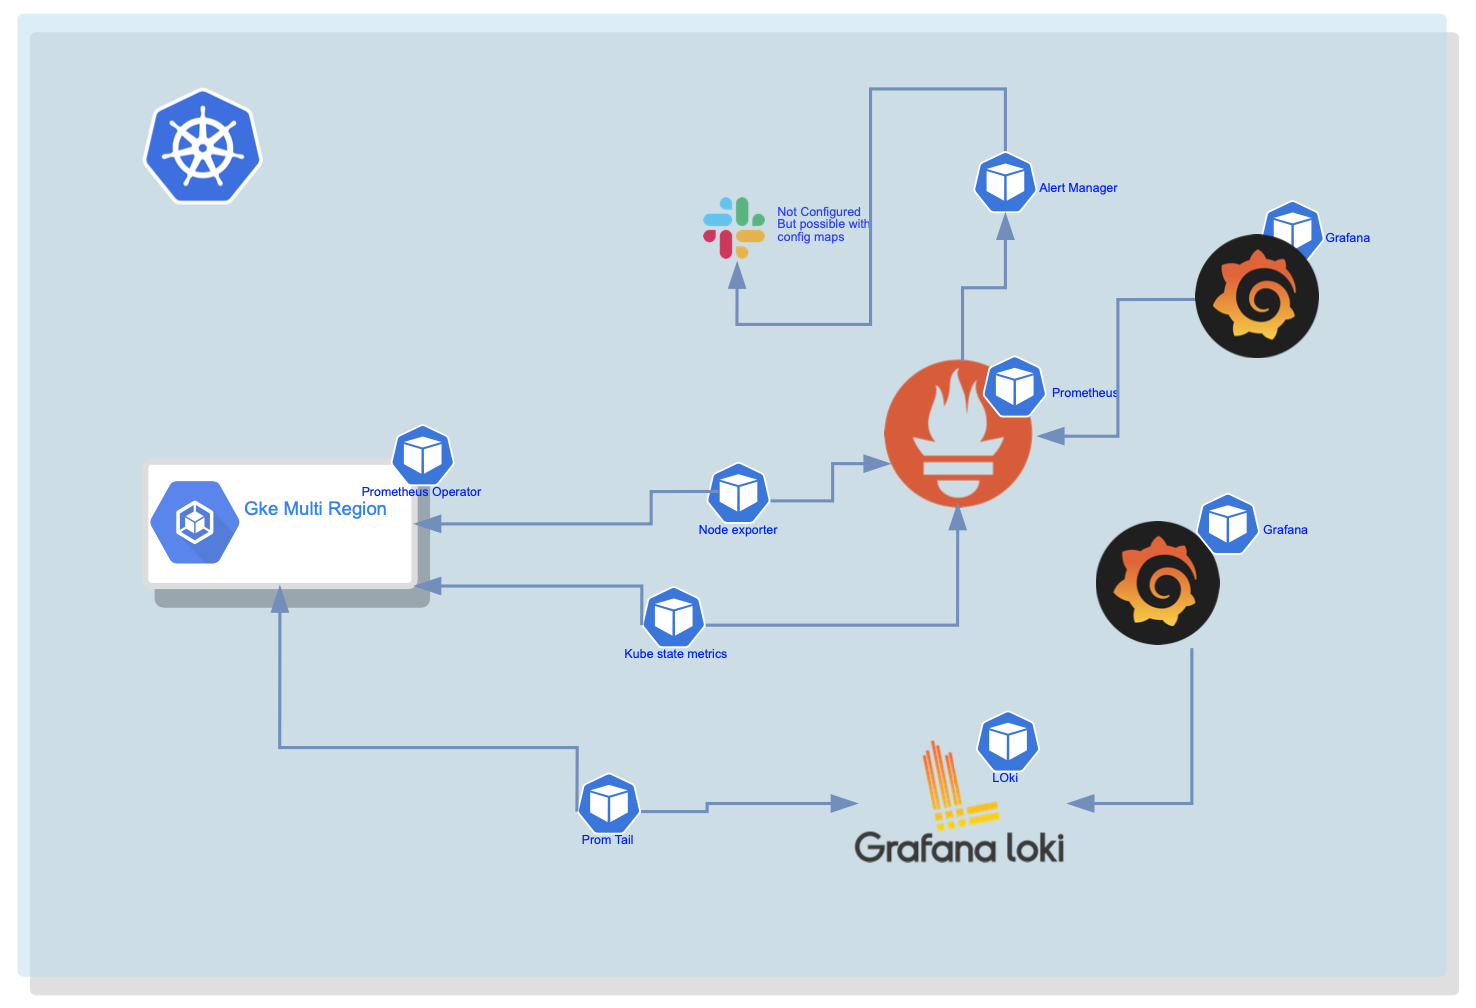 Alert Manager
Not Configured
But possible with
config maps
Grafana
Prometheus
Prometheus Operator
Gke Multi Region
Node exporter
Grafana
Kube state metrics
LOki
Prom Tail
Grafana loki